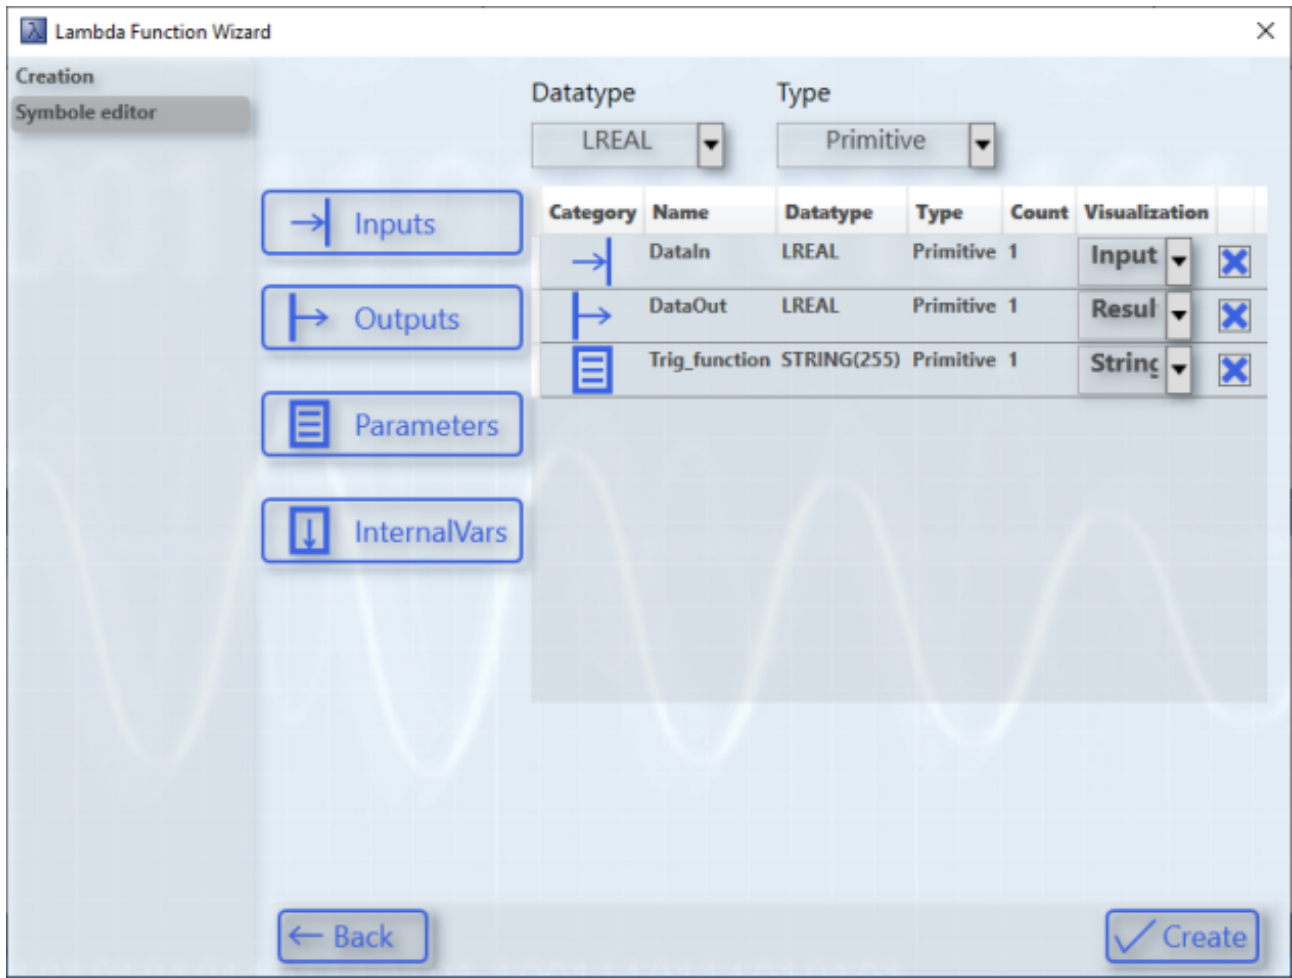 Lambda Function Wizard
Creation
Symbole editor
Datatype Type
LREAL Primitive
Inputs
Outputs
Parameters
InternalVars
Category Name Datatype Type Count Visualization
DataIn LREAL Primitive 1 Input
DataOut LREAL Primitive 1 Resul
Trig_function STRING(255) Primitive 1 String
Back
Create